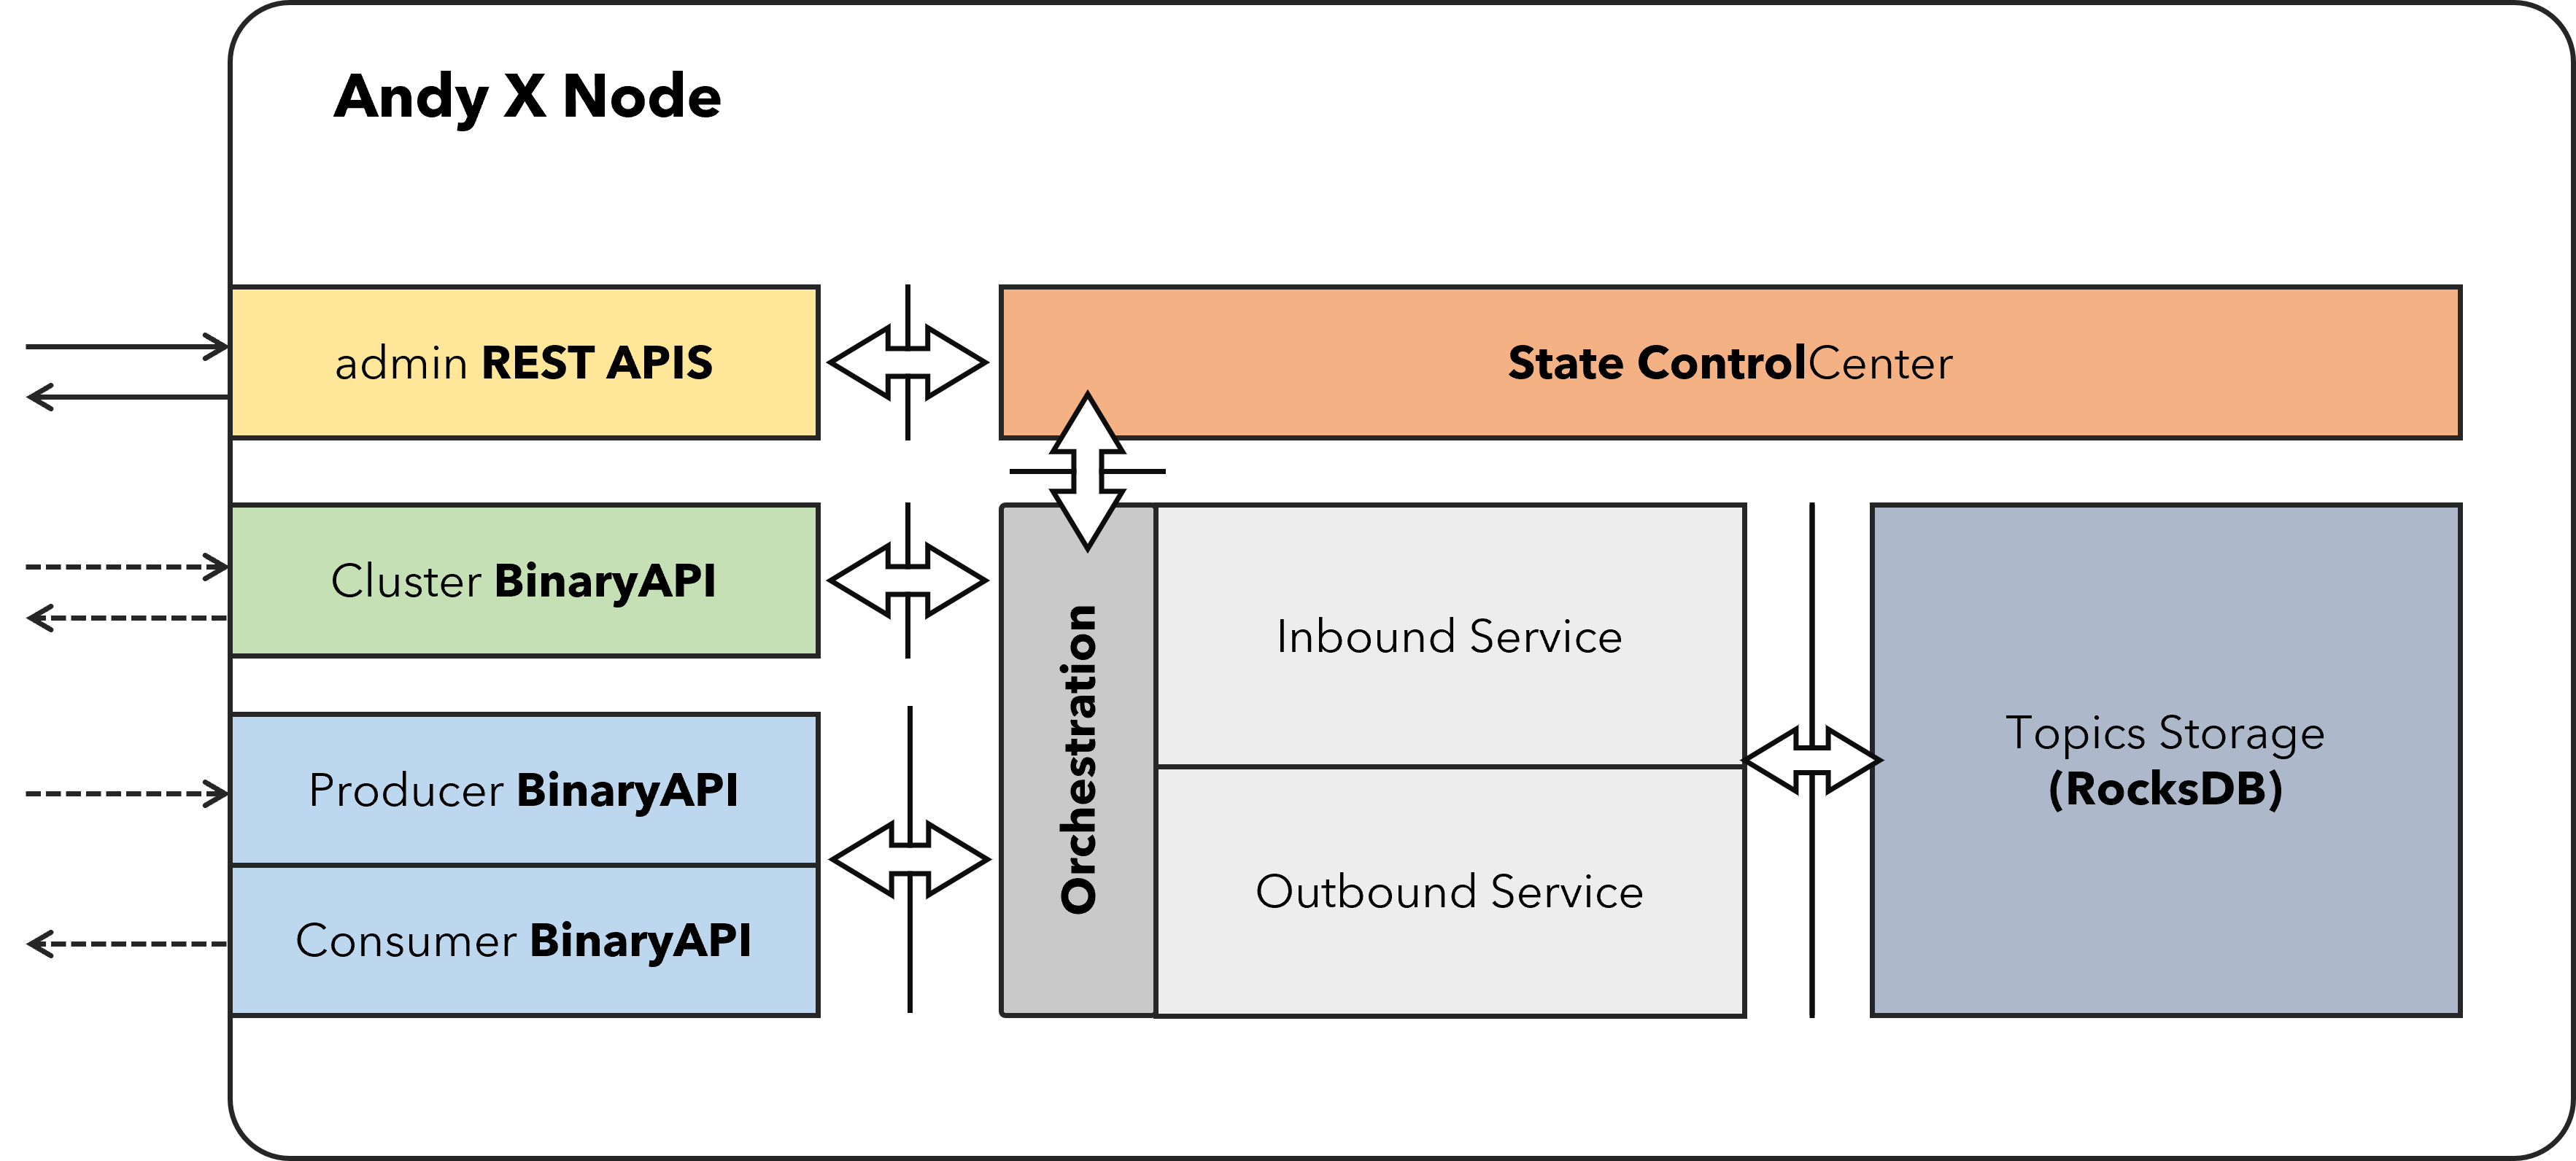 Andy X Node
admin REST APIS
State ControlCenter
Cluster BinaryAPI
Producer BinaryAPI
Consumer BinaryAPI
Orchestration
Inbound Service
Outbound Service
Topics Storage
(RocksDB)